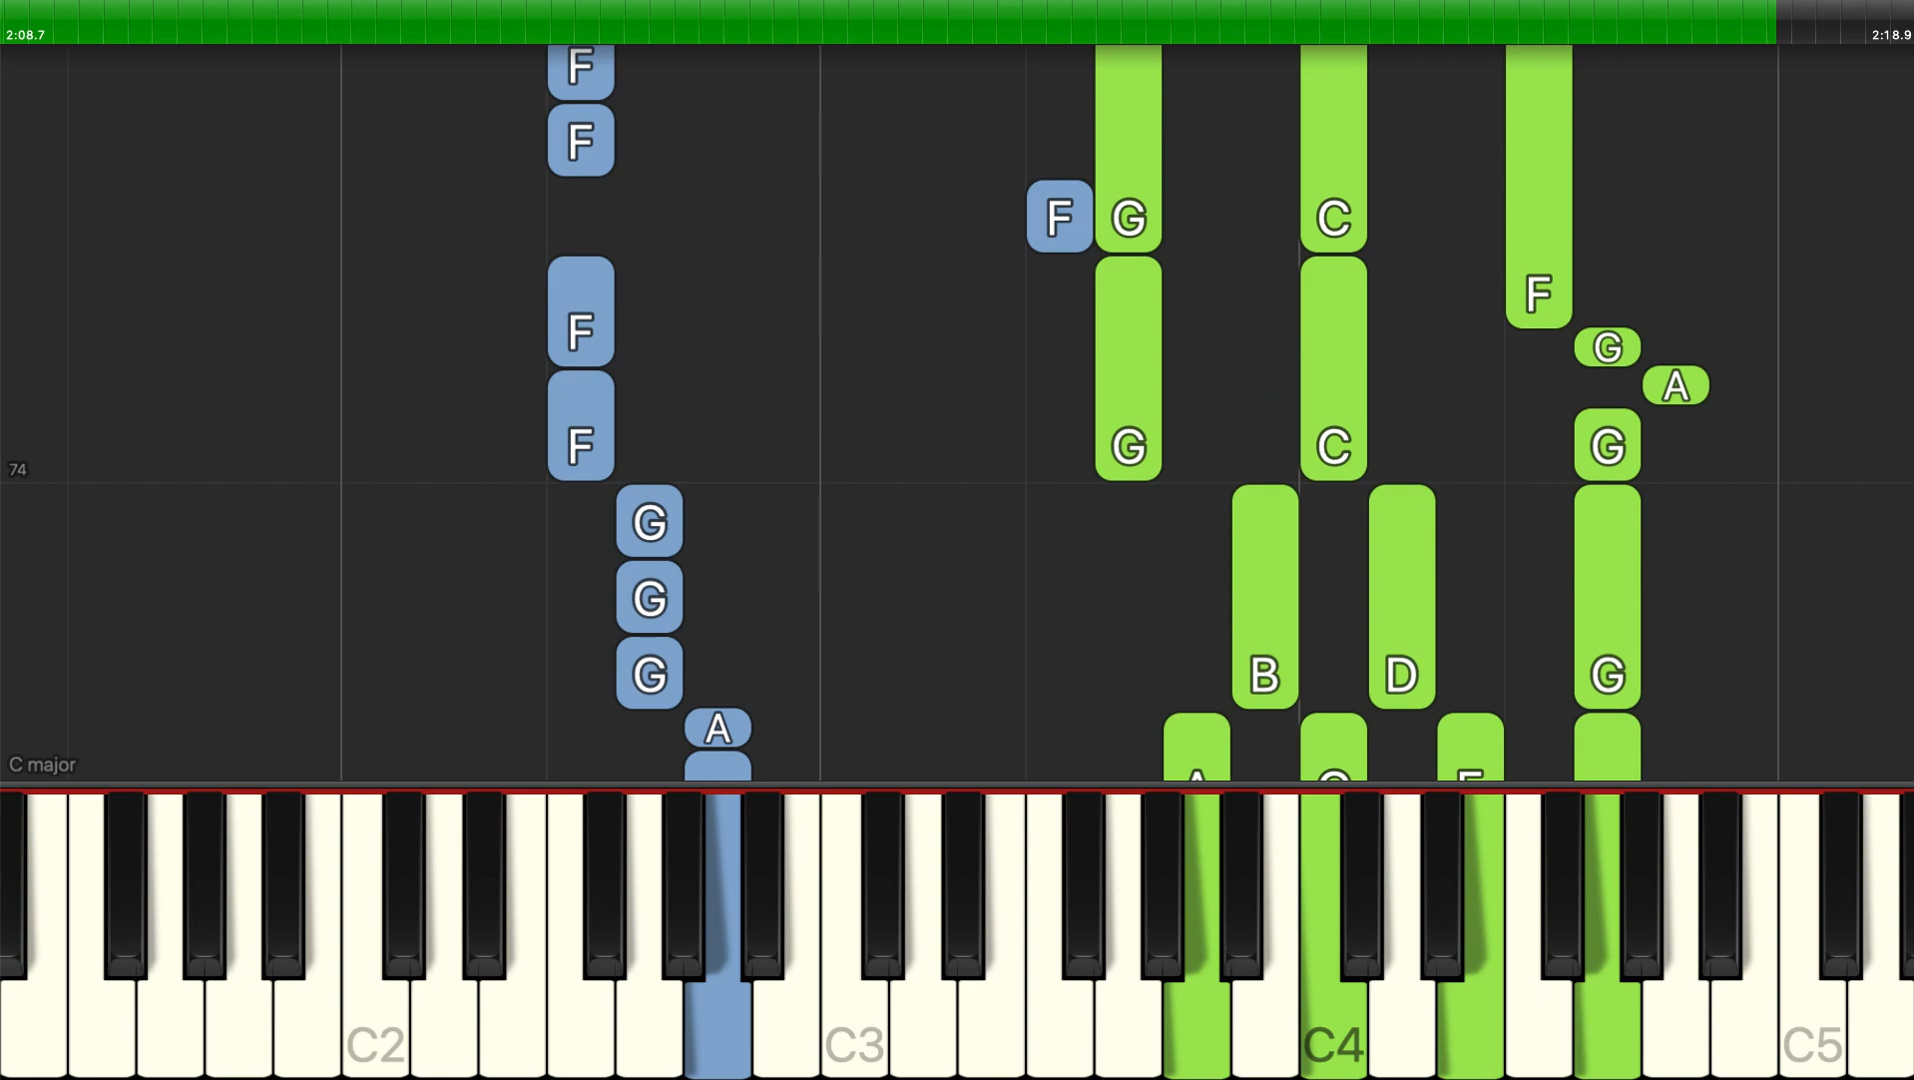 2:08.7 2:18.9
F
F
F G C
F
F
G
A
F G C G
74
G
G
G B D G
A
C major
A C E
C2 C3 C4 C5